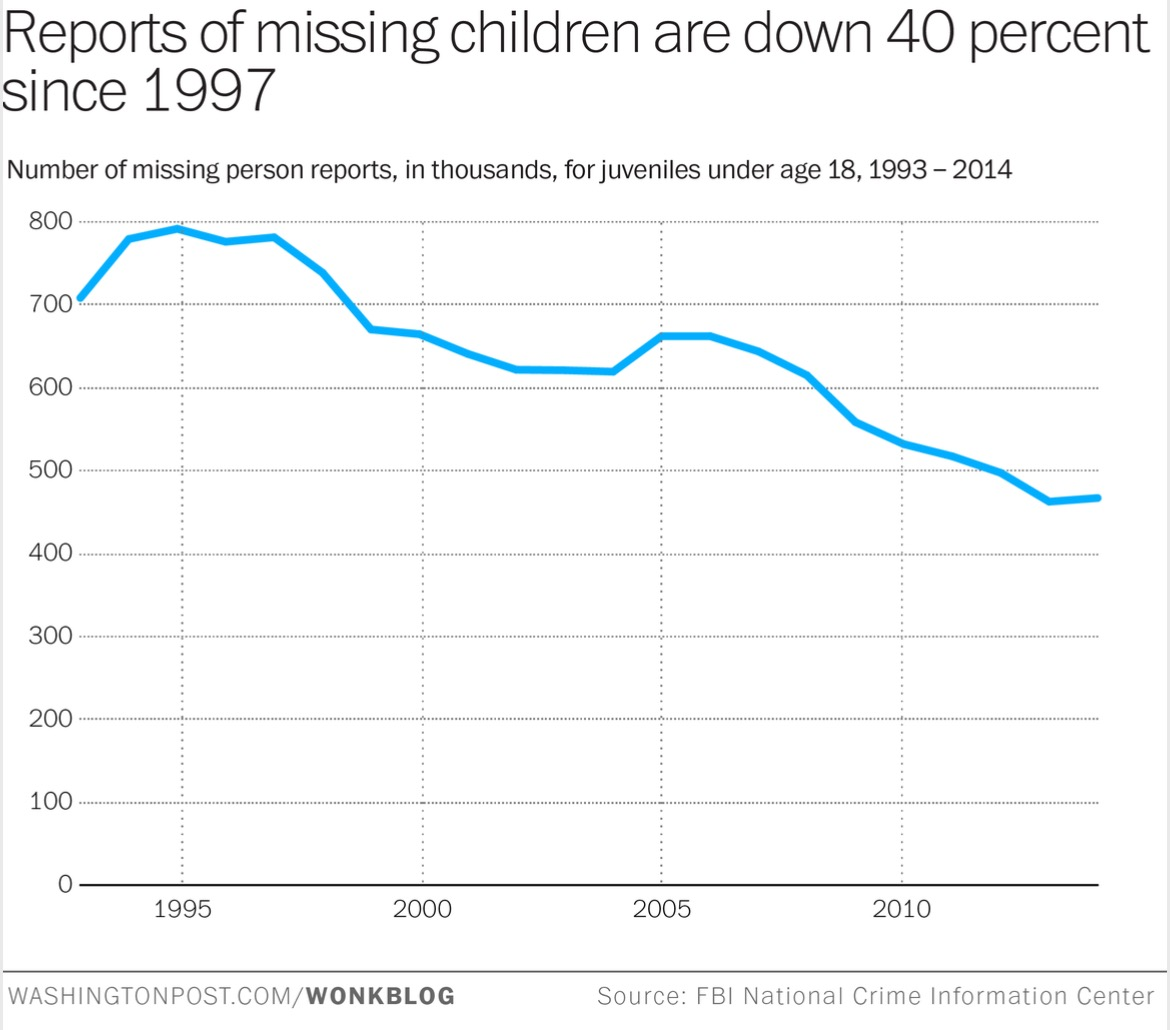 Reports of missing children are down 40 percent
since 1997
Number of missing person reports, in thousands, for juveniles under age 18, 1993 – 2014
800
700
600
500
400
300
200
100
0
1995 2000 2005 2010
WASHINGTONPOST.COM/WONKBLOG Source: FBI National Crime Information Center